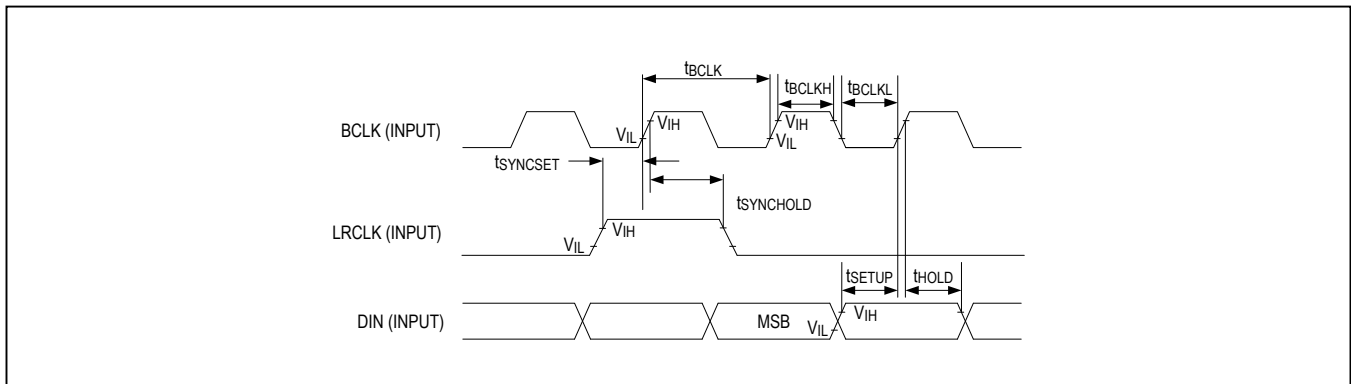 tBCLK
tBCLKH
tBCLKL
BCLK (INPUT)
VIH
VIL
VIH
VIL
tSYNCSET
tSYNCHOLD
LRCLK (INPUT)
VIH
VIL
tSETUP
tHOLD
DIN (INPUT)
MSB
VIH
VIL